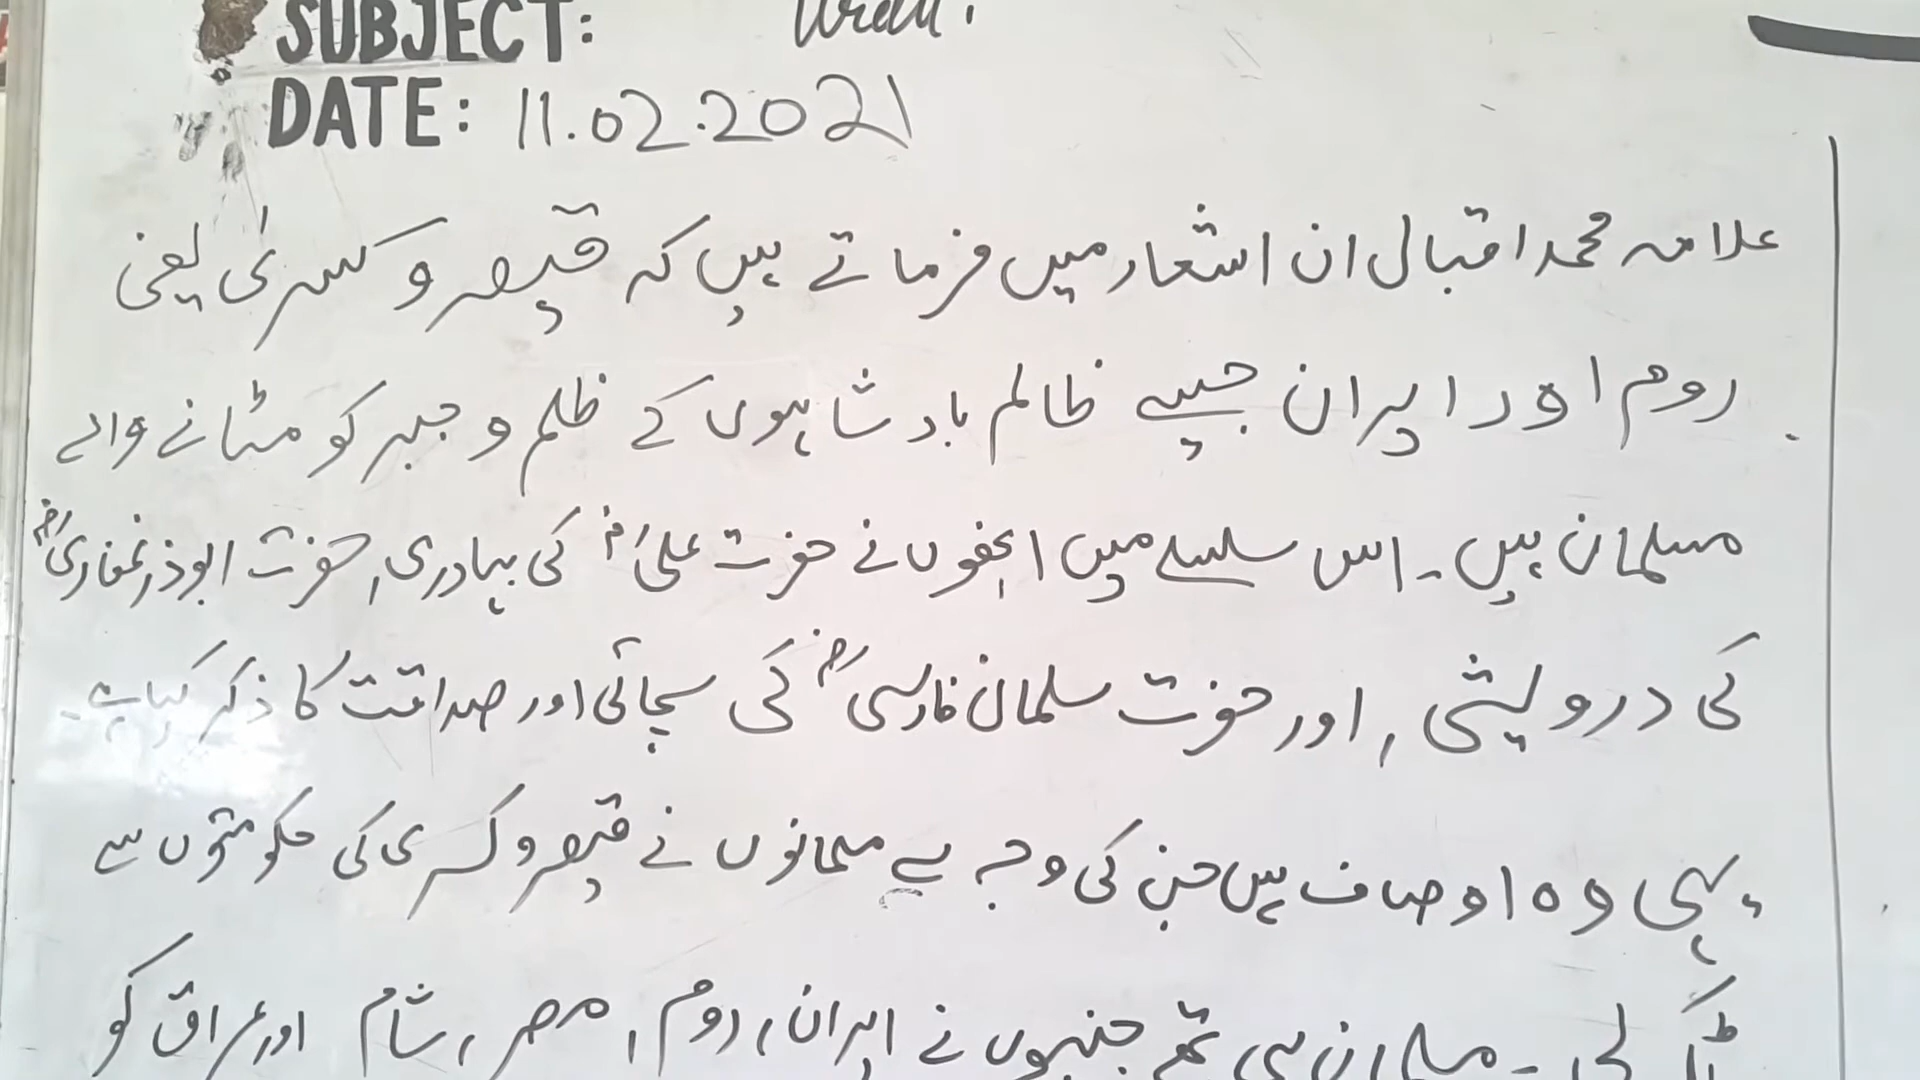 SUBJECT: Urdu.
DATE: 11.02.2021
علامہ محمد اقبال ان اشعار میں فرماتے ہیں کہ قیصر و کسریٰ یعنی
روم اور ایران جیسے ظالم بادشاہوں کے ظلم و جبر کو مٹانے والے
مسلمان ہیں۔ اس سلسلے میں انھوں نے حضرت علیؓ کی بہادری، حضرت ابوذر غفاریؓ
کی درویشی، اور حضرت سلمان فارسیؓ کی سچائی اور صداقت کا ذکر کیا ہے۔
یہی وہ اوصاف ہیں جن کی وجہ سے مسلمانوں نے قیصر و کسری کی حکومتوں سے
ٹکر لی۔ مسلمان ہی تھے جنہوں نے ایران، روم، مصر، شام اور عراق کو